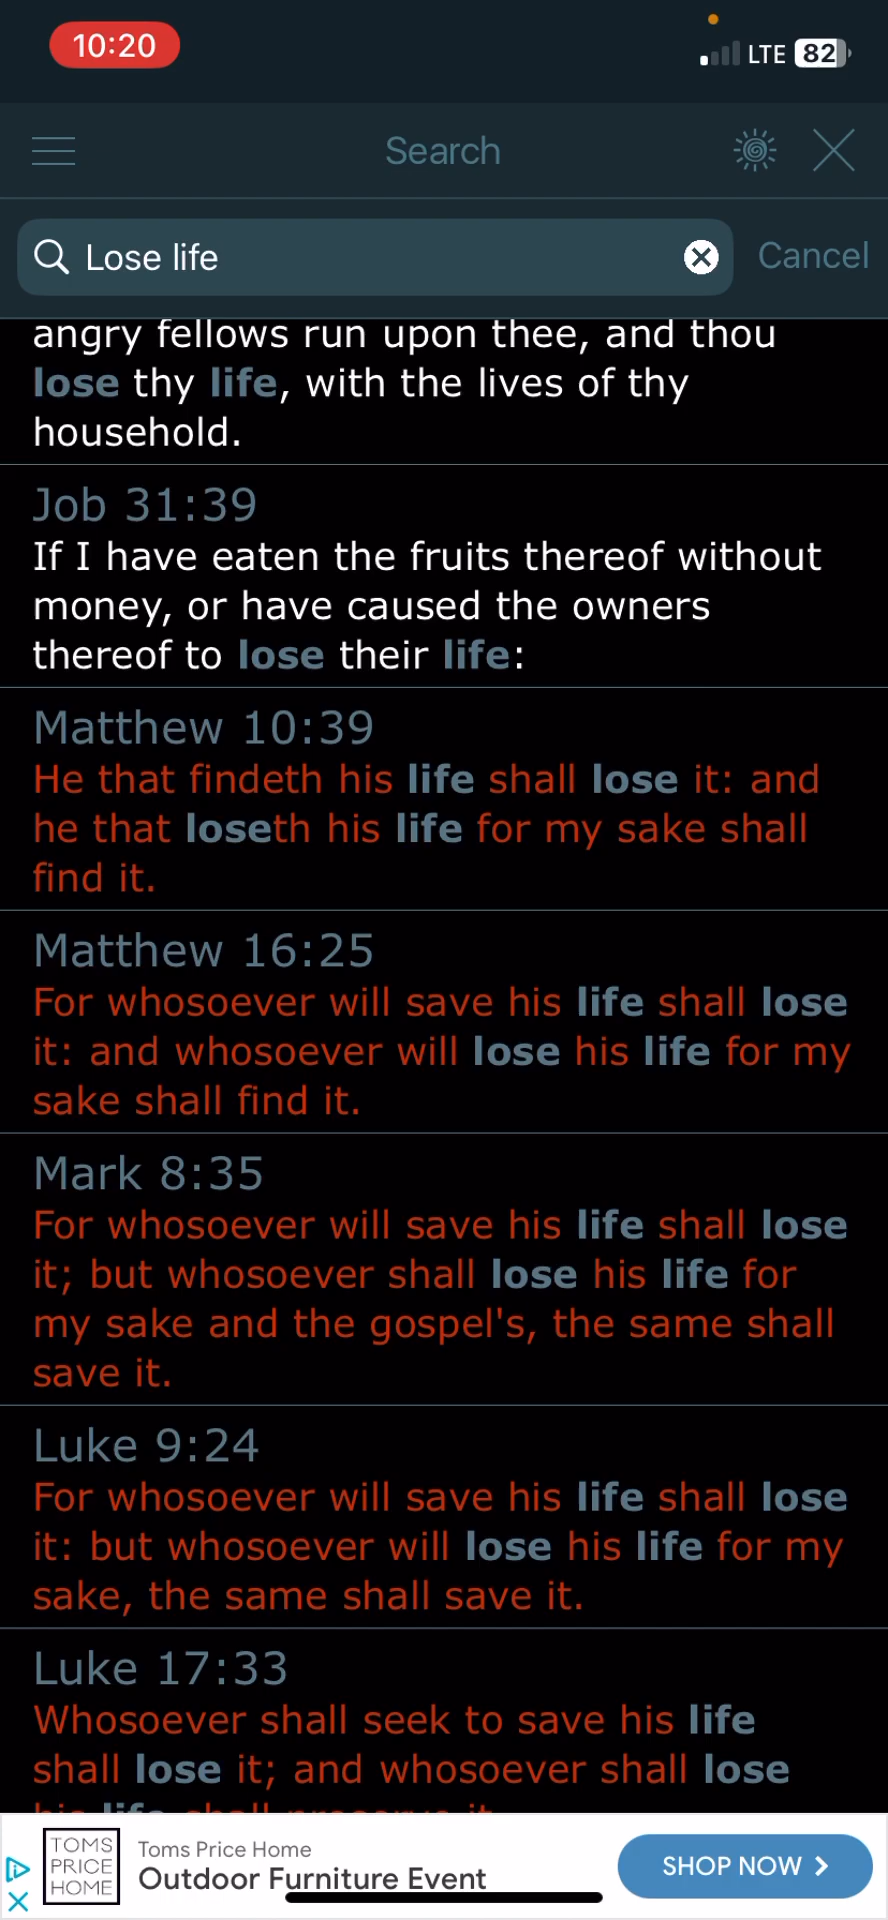 10:20
LTE 82
Search
Lose life
Cancel
angry fellows run upon thee, and thou
lose thy life, with the lives of thy
household.
Job 31:39
If I have eaten the fruits thereof without
money, or have caused the owners
thereof to lose their life:
Matthew 10:39
He that findeth his life shall lose it: and
he that loseth his life for my sake shall
find it.
Matthew 16:25
For whosoever will save his life shall lose
it: and whosoever will lose his life for my
sake shall find it.
Mark 8:35
For whosoever will save his life shall lose
it; but whosoever shall lose his life for
my sake and the gospel's, the same shall
save it.
Luke 9:24
For whosoever will save his life shall lose
it: but whosoever will lose his life for my
sake, the same shall save it.
Luke 17:33
Whosoever shall seek to save his life
shall lose it; and whosoever shall lose
his life shall preserve it.
TOMS
PRICE
HOME
Toms Price Home
Outdoor Furniture Event
SHOP NOW